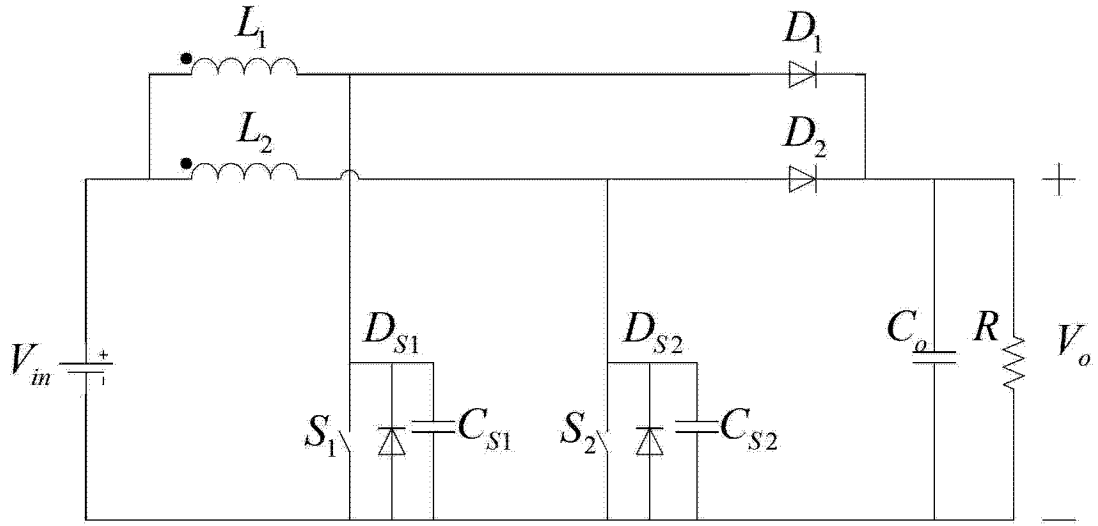 L1
D1
L2
D2
+
DS1
DS2
Co
R
Vo
Vin
+
S1
CS1
S2
CS2